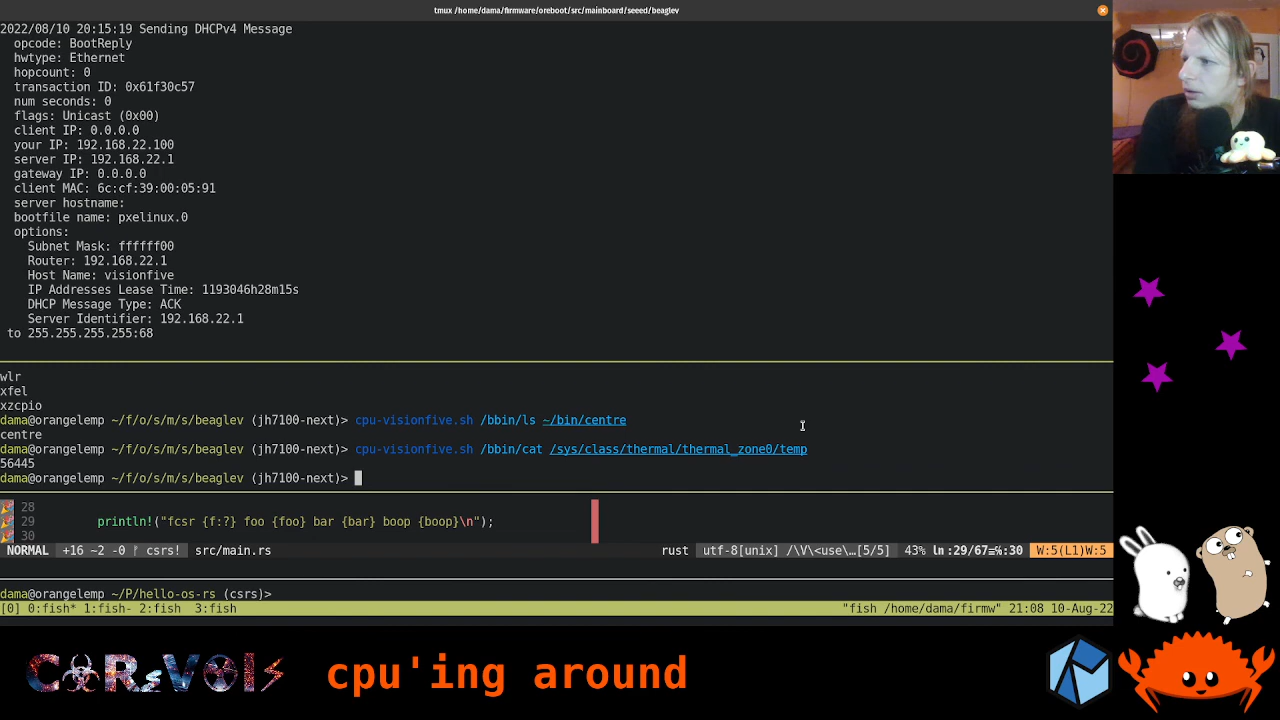 tmux /home/dama/firmware/oreboot/src/mainboard/seeed/beaglev
2022/08/10 20:15:19 Sending DHCPv4 Message
opcode: BootReply
hwtype: Ethernet
hopcount: 0
transaction ID: 0x61f30c57
num seconds: 0
flags: Unicast (0x00)
client IP: 0.0.0.0
your IP: 192.168.22.100
server IP: 192.168.22.1
gateway IP: 0.0.0.0
client MAC: 6c:cf:39:00:05:91
server hostname:
bootfile name: pxelinux.0
options:
Subnet Mask: ffffff00
Router: 192.168.22.1
Host Name: visionfive
IP Addresses Lease Time: 1193046h28m15s
DHCP Message Type: ACK
Server Identifier: 192.168.22.1
to 255.255.255.255:68
wlr
xfel
xzcpio
dama@orangelemp ~/f/o/s/m/s/beaglev (jh7100-next)> cpu-visionfive.sh /bbin/ls ~/bin/centre
centre
dama@orangelemp ~/f/o/s/m/s/beaglev (jh7100-next)> cpu-visionfive.sh /bbin/cat /sys/class/thermal/thermal_zone0/temp
56445
dama@orangelemp ~/f/o/s/m/s/beaglev (jh7100-next)>
28
29 println!("fcsr {f:?} foo {foo} bar {bar} boop {boop}\n");
30
NORMAL +16 ~2 -0 csrs! src/main.rs rust utf-8[unix] /\V\<use\…[5/5] 43% ln:29/67≡℅:30 W:5(L1)W:5
dama@orangelemp ~/P/hello-os-rs (csrs)>
[0] 0:fish* 1:fish- 2:fish 3:fish "fish /home/dama/firmw" 21:08 10-Aug-22
cpu'ing around